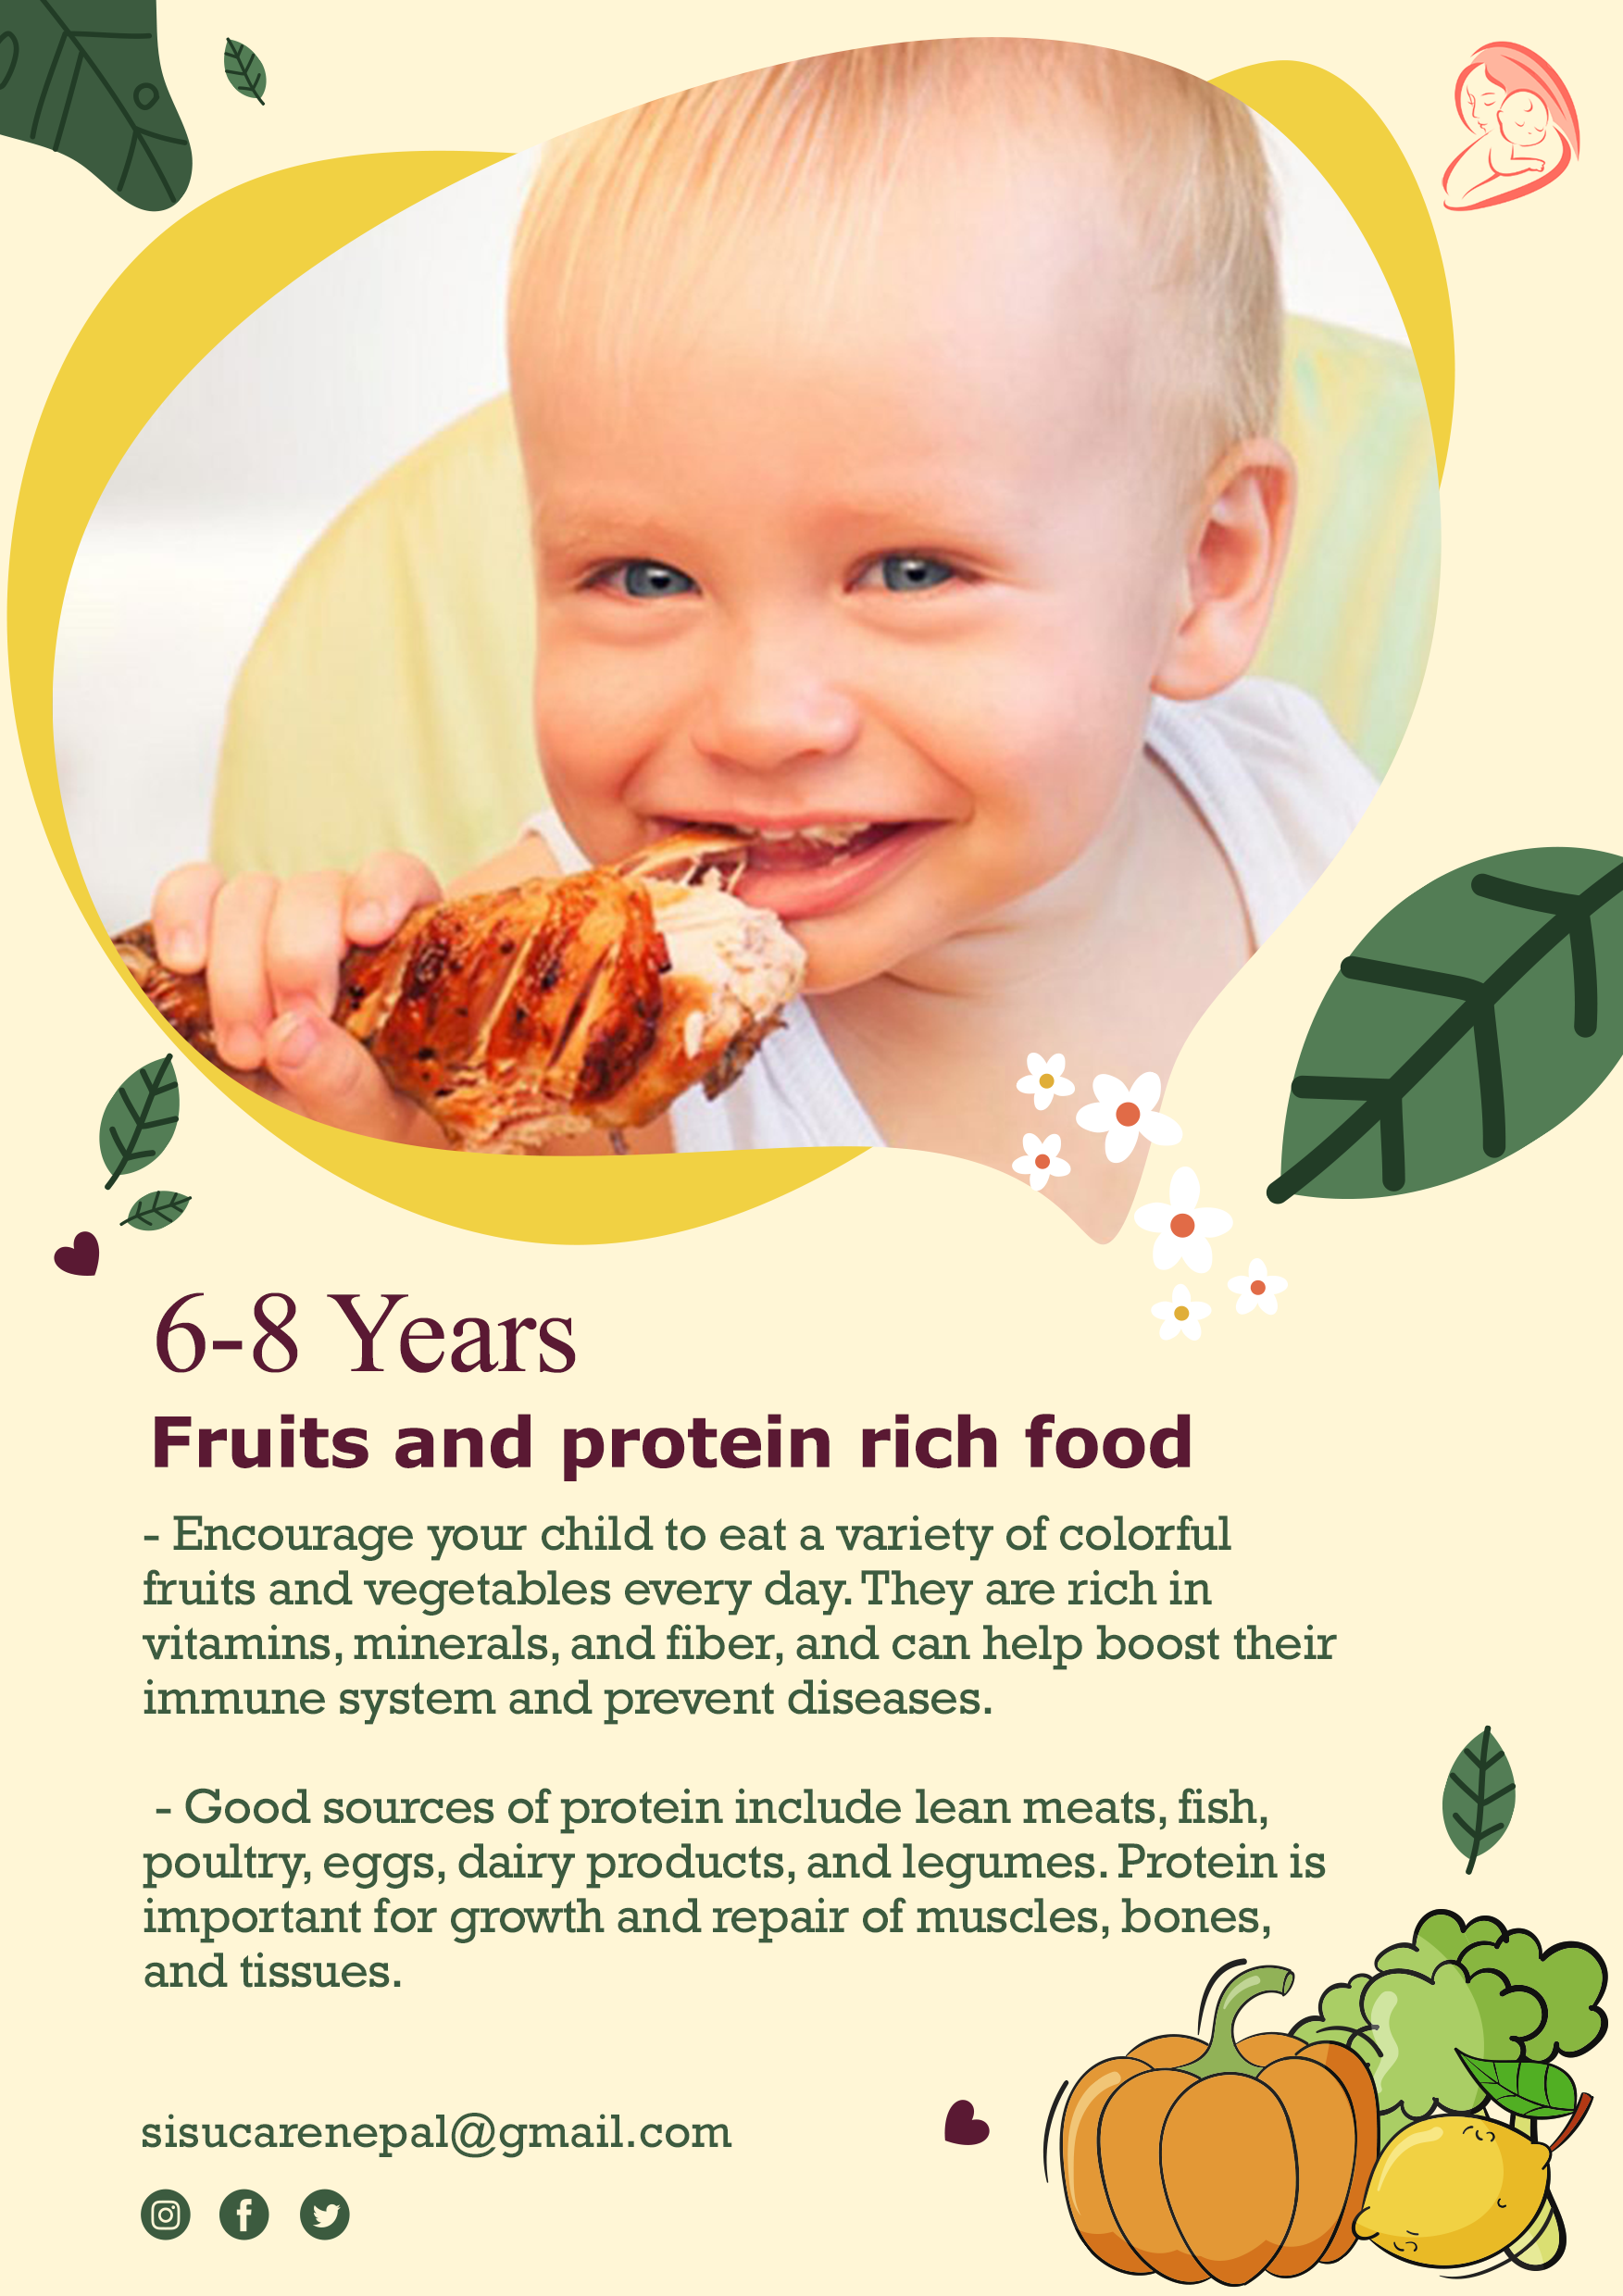 6-8 Years
Fruits and protein rich food
- Encourage your child to eat a variety of colorful
fruits and vegetables every day. They are rich in
vitamins, minerals, and fiber, and can help boost their
immune system and prevent diseases.
- Good sources of protein include lean meats, fish,
poultry, eggs, dairy products, and legumes. Protein is
important for growth and repair of muscles, bones,
and tissues.
sisucarenepal@gmail.com